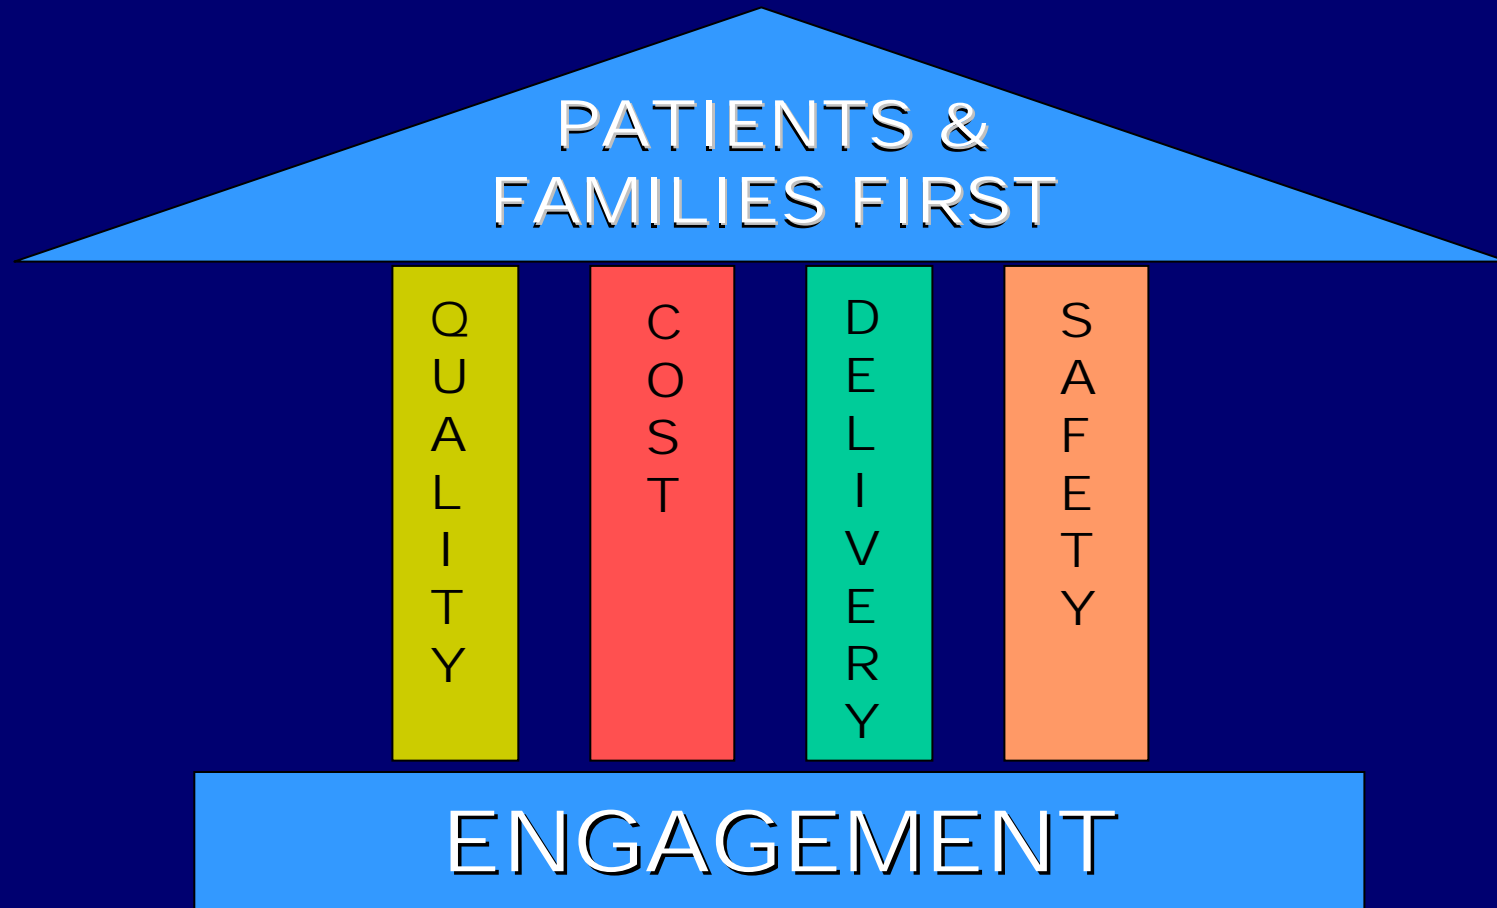 PATIENTS &
FAMILIES FIRST
QUALITY
COST
DELIVERY
SAFETY
ENGAGEMENT